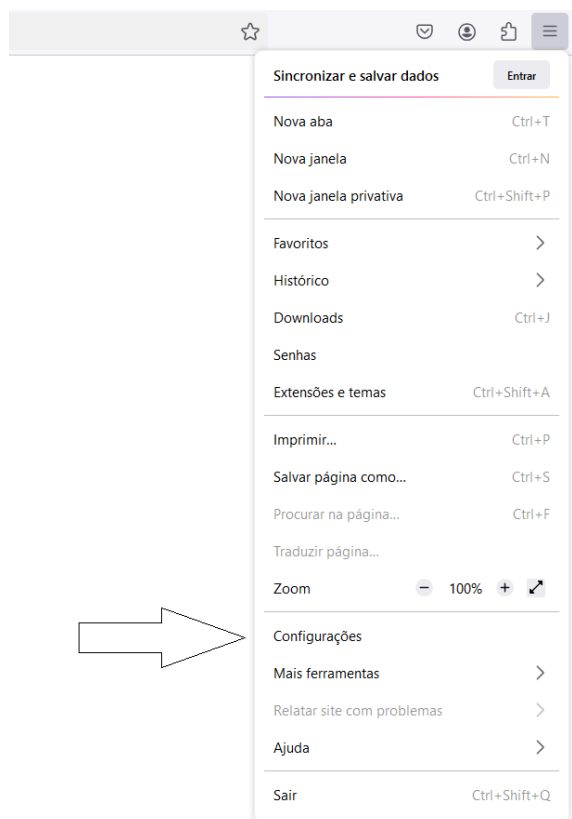 Sincronizar e salvar dados Entrar
Nova aba Ctrl+T
Nova janela Ctrl+N
Nova janela privativa Ctrl+Shift+P
Favoritos
Histórico
Downloads Ctrl+J
Senhas
Extensões e temas Ctrl+Shift+A
Imprimir... Ctrl+P
Salvar página como... Ctrl+S
Procurar na página... Ctrl+F
Traduzir página...
Zoom − 100% +
Configurações
Mais ferramentas
Relatar site com problemas
Ajuda
Sair Ctrl+Shift+Q